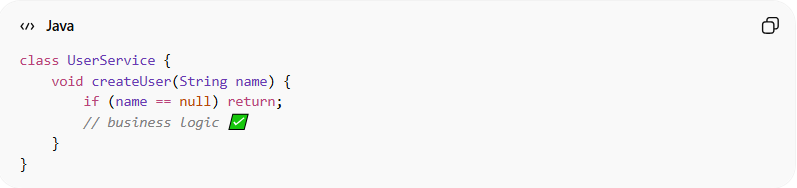 </> Java
class UserService {
    void createUser(String name) {
        if (name == null) return;
        // business logic ✅
    }
}